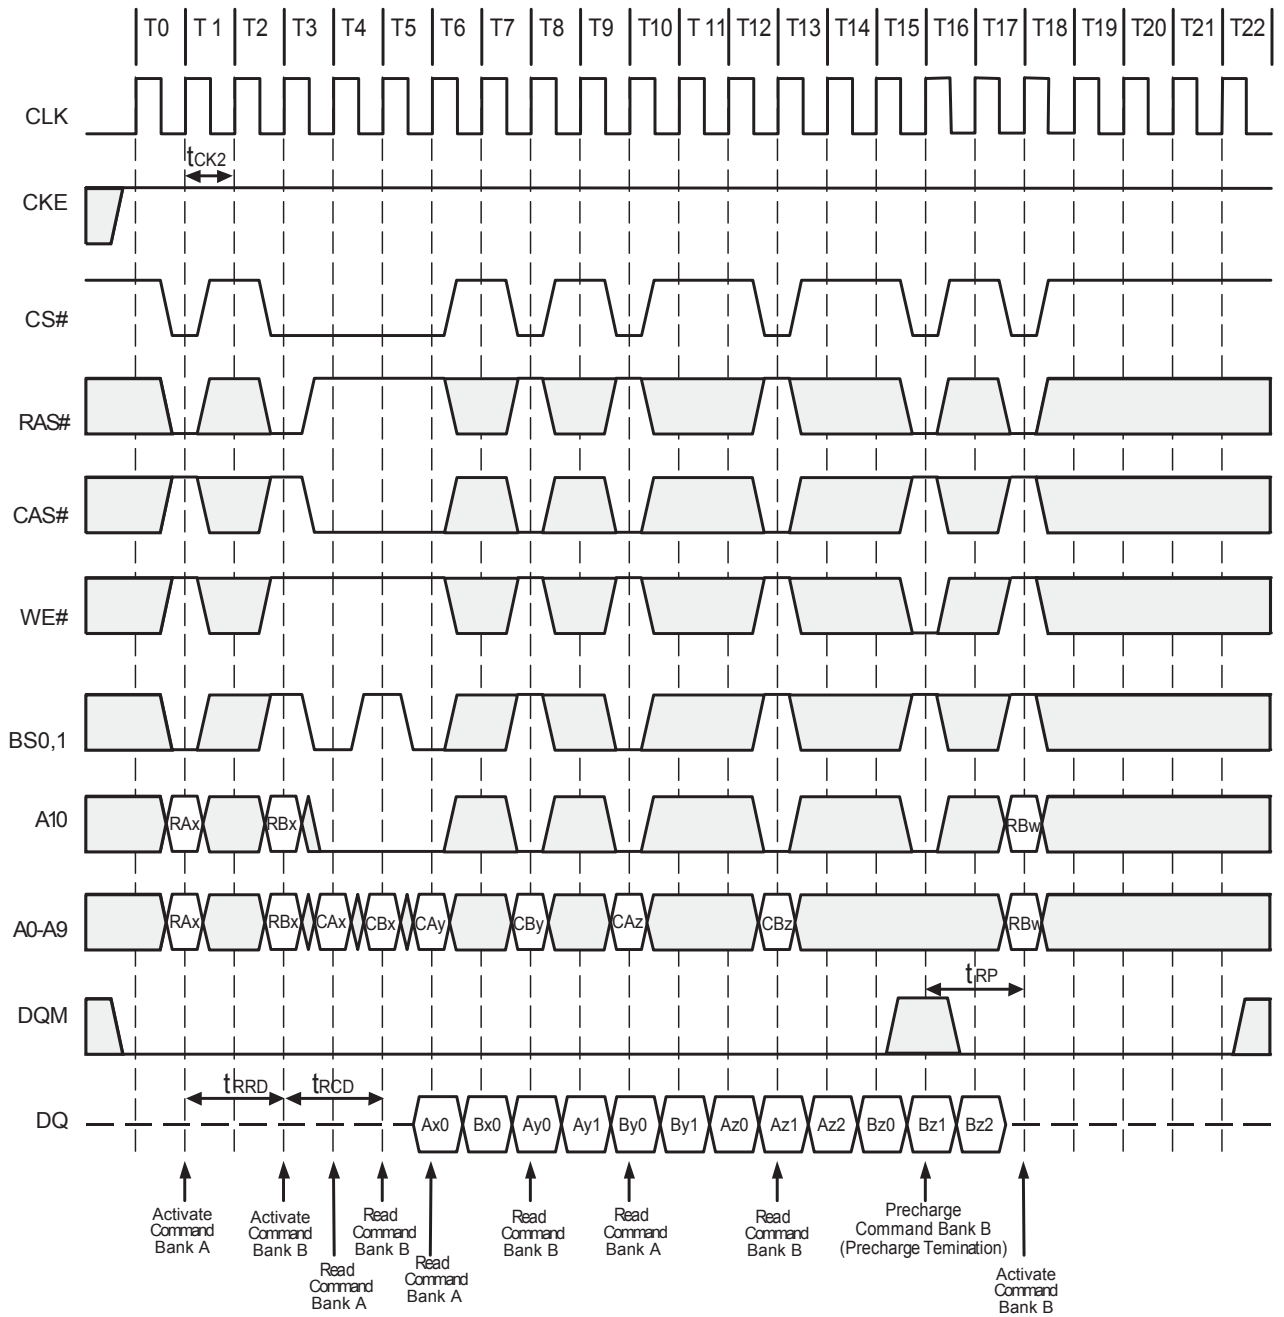 T0 T 1 T2 T3 T4 T5 T6 T7 T8 T9 T10 T 11 T12 T13 T14 T15 T16 T17 T18 T19 T20 T21 T22
CLK
tCK2
CKE
CS#
RAS#
CAS#
WE#
BS0,1
A10
RAx RBx RBw
A0-A9
RAx RBx CAx CBx CAy CBy CAz CBz RBw
tRP
DQM
tRRD tRCD
DQ
Ax0 Bx0 Ay0 Ay1 By0 By1 Az0 Az1 Az2 Bz0 Bz1 Bz2
Activate
Command
Bank A
Activate
Command
Bank B
Read
Command
Bank A
Read
Command
Bank B
Read
Command
Bank A
Read
Command
Bank B
Read
Command
Bank A
Read
Command
Bank B
Precharge
Command Bank B
(Precharge Temination)
Activate
Command
Bank B